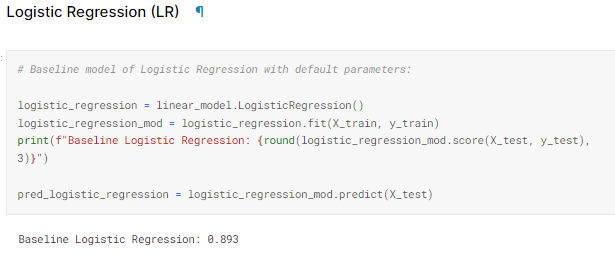 Logistic Regression (LR) ¶
# Baseline model of Logistic Regression with default parameters:
logistic_regression = linear_model.LogisticRegression()
logistic_regression_mod = logistic_regression.fit(X_train, y_train)
print(f"Baseline Logistic Regression: {round(logistic_regression_mod.score(X_test, y_test),
3)}")
pred_logistic_regression = logistic_regression_mod.predict(X_test)
Baseline Logistic Regression: 0.893